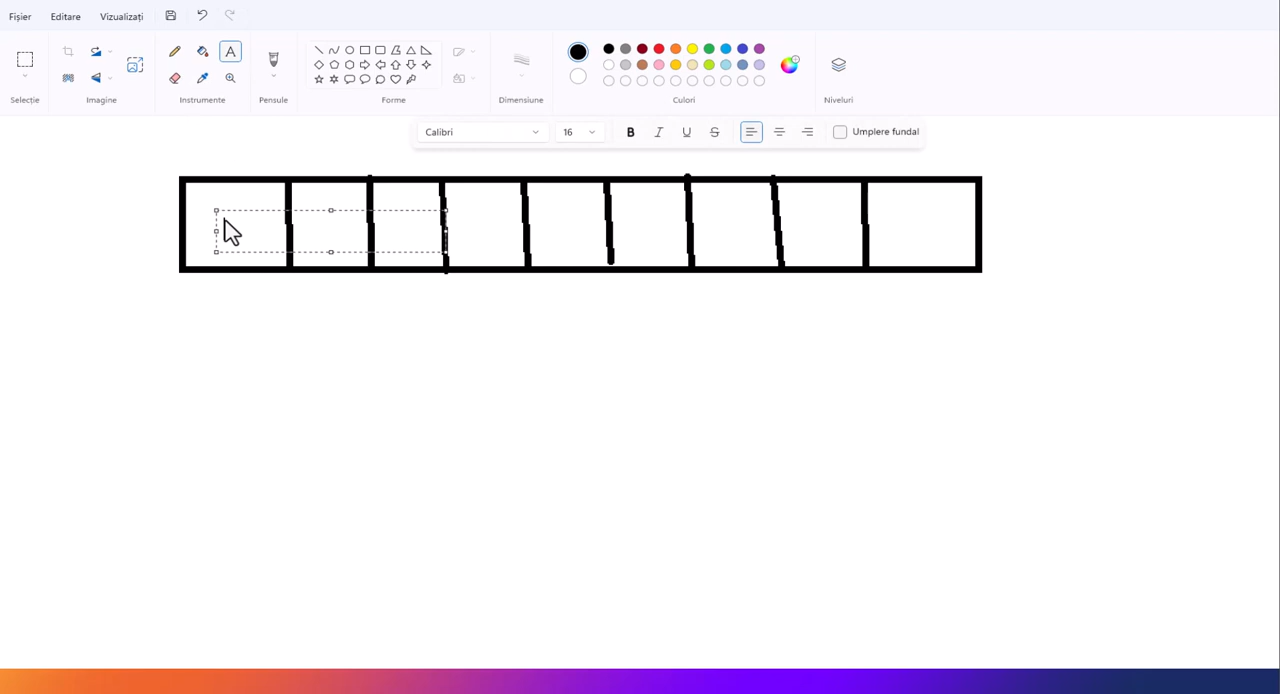 Fișier Editare Vizualizați
A
Selecție Imagine Instrumente Pensule Forme Dimensiune Culori Niveluri
Calibri 16 B I U S Umplere fundal